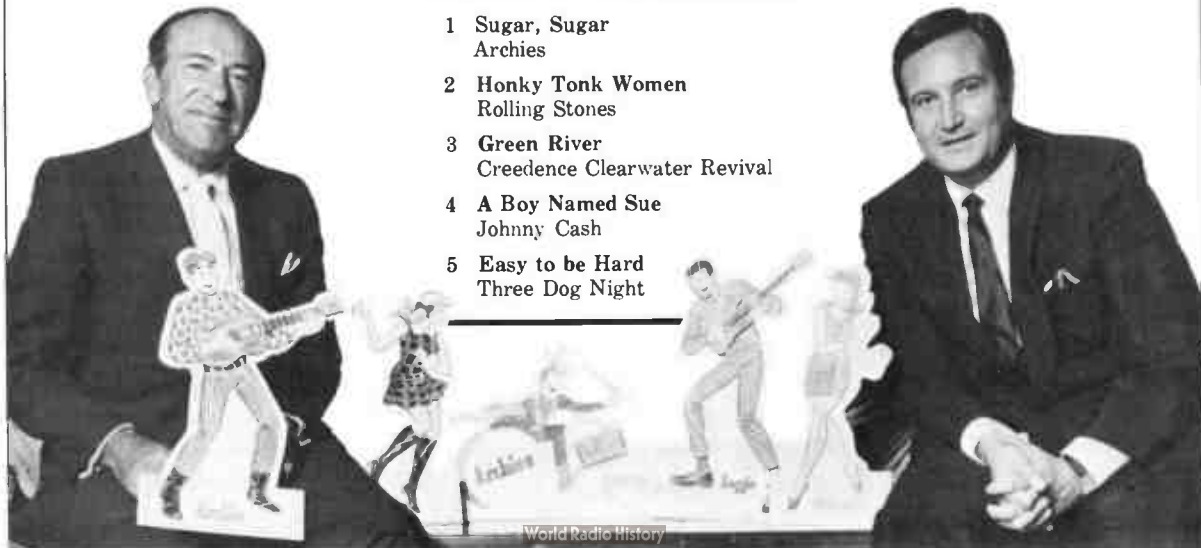 1 Sugar, Sugar
Archies
2 Honky Tonk Women
Rolling Stones
3 Green River
Creedence Clearwater Revival
4 A Boy Named Sue
Johnny Cash
5 Easy to be Hard
Three Dog Night
Archies
World Radio History